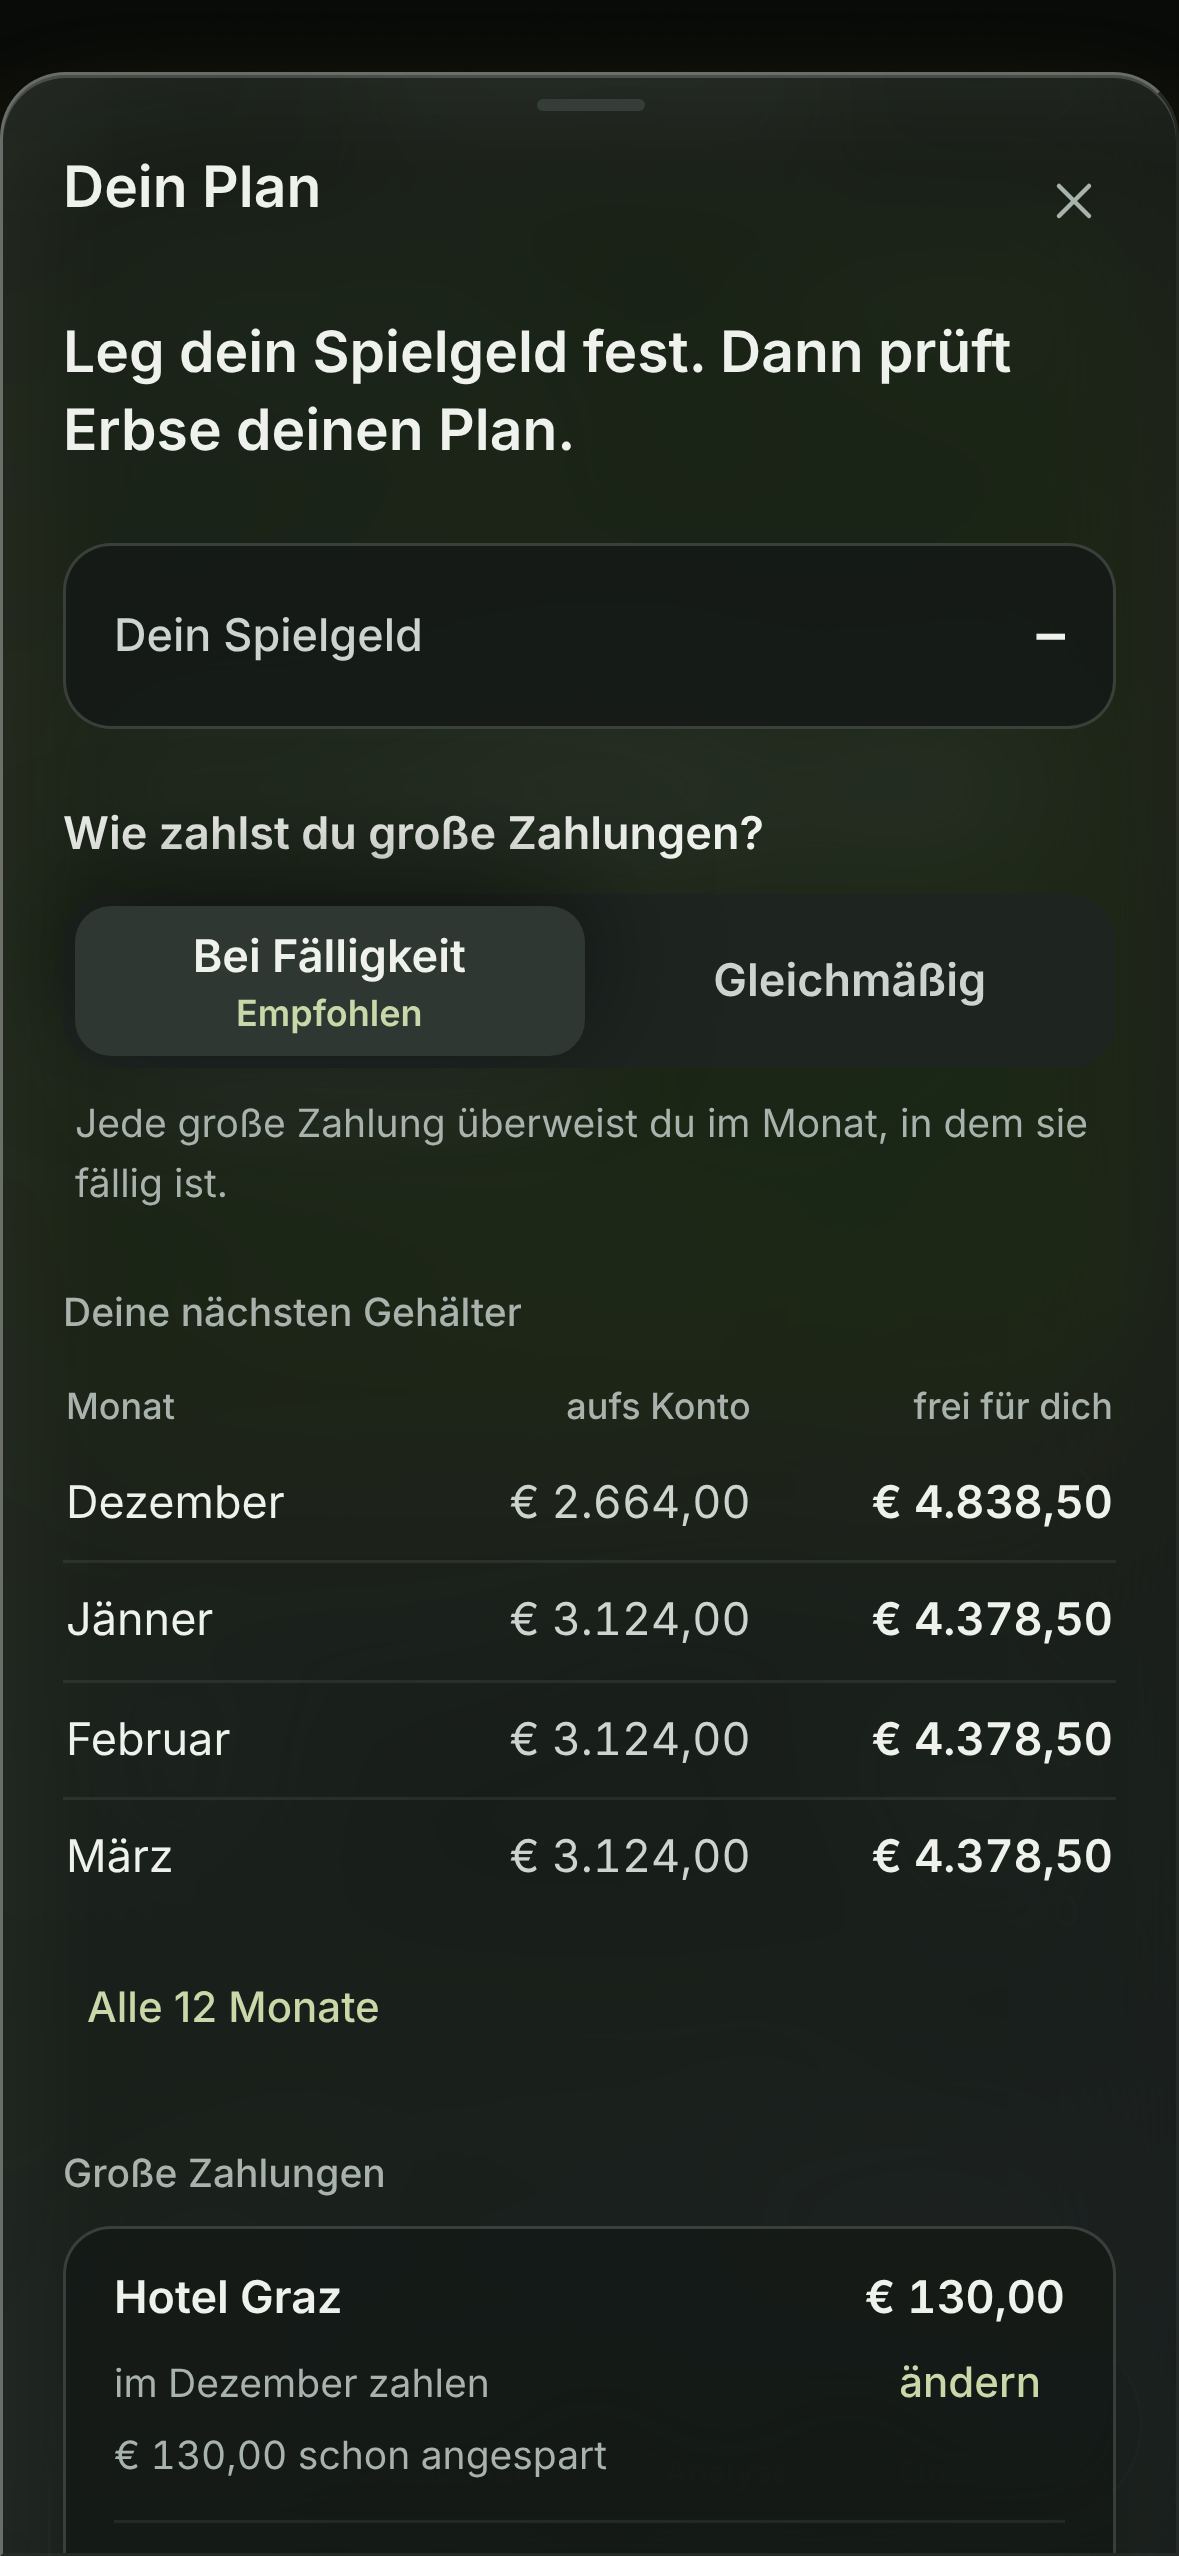 Dein Plan
Leg dein Spielgeld fest. Dann prüft
Erbse deinen Plan.
Dein Spielgeld –
Wie zahlst du große Zahlungen?
Bei Fälligkeit
Empfohlen
Gleichmäßig
Jede große Zahlung überweist du im Monat, in dem sie
fällig ist.
Deine nächsten Gehälter
Monat aufs Konto frei für dich
Dezember € 2.664,00 € 4.838,50
Jänner € 3.124,00 € 4.378,50
Februar € 3.124,00 € 4.378,50
März € 3.124,00 € 4.378,50
Alle 12 Monate
Große Zahlungen
Hotel Graz € 130,00
im Dezember zahlen ändern
€ 130,00 schon angespart